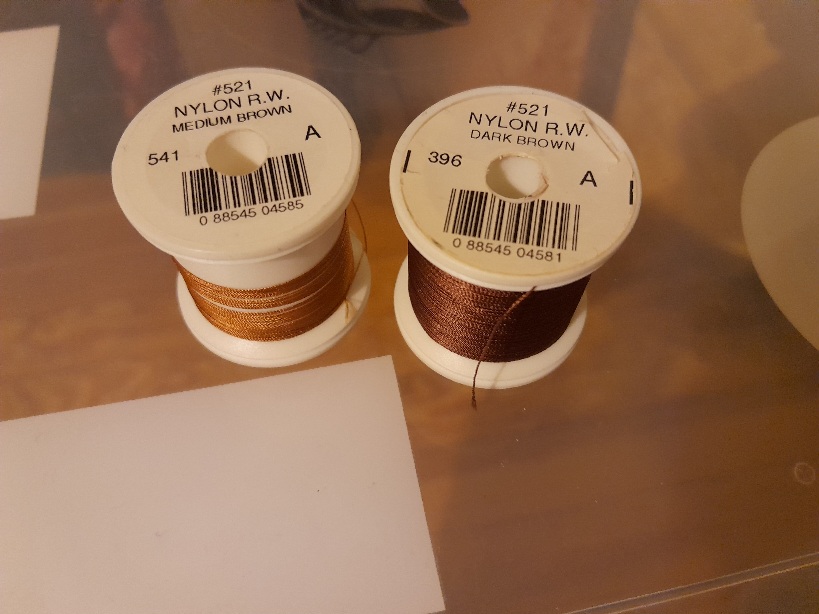 #521
NYLON R.W.
MEDIUM BROWN
541
A
0 88545 04585
#521
NYLON R.W.
DARK BROWN
396
A
0 88545 04581